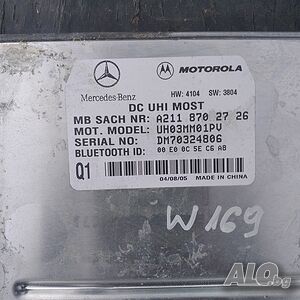 Mercedes-Benz
MOTOROLA
HW: 4104 SW: 3804
DC UHI MOST
MB SACH NR: A211 870 27 26
MOT. MODEL: UH03MM01PV
SERIAL NO: DM70324806
BLUETOOTH ID: 00 E0 0C 5E C6 AB
Q1
04/08/05 MADE IN CHINA
W169
ALO.bg